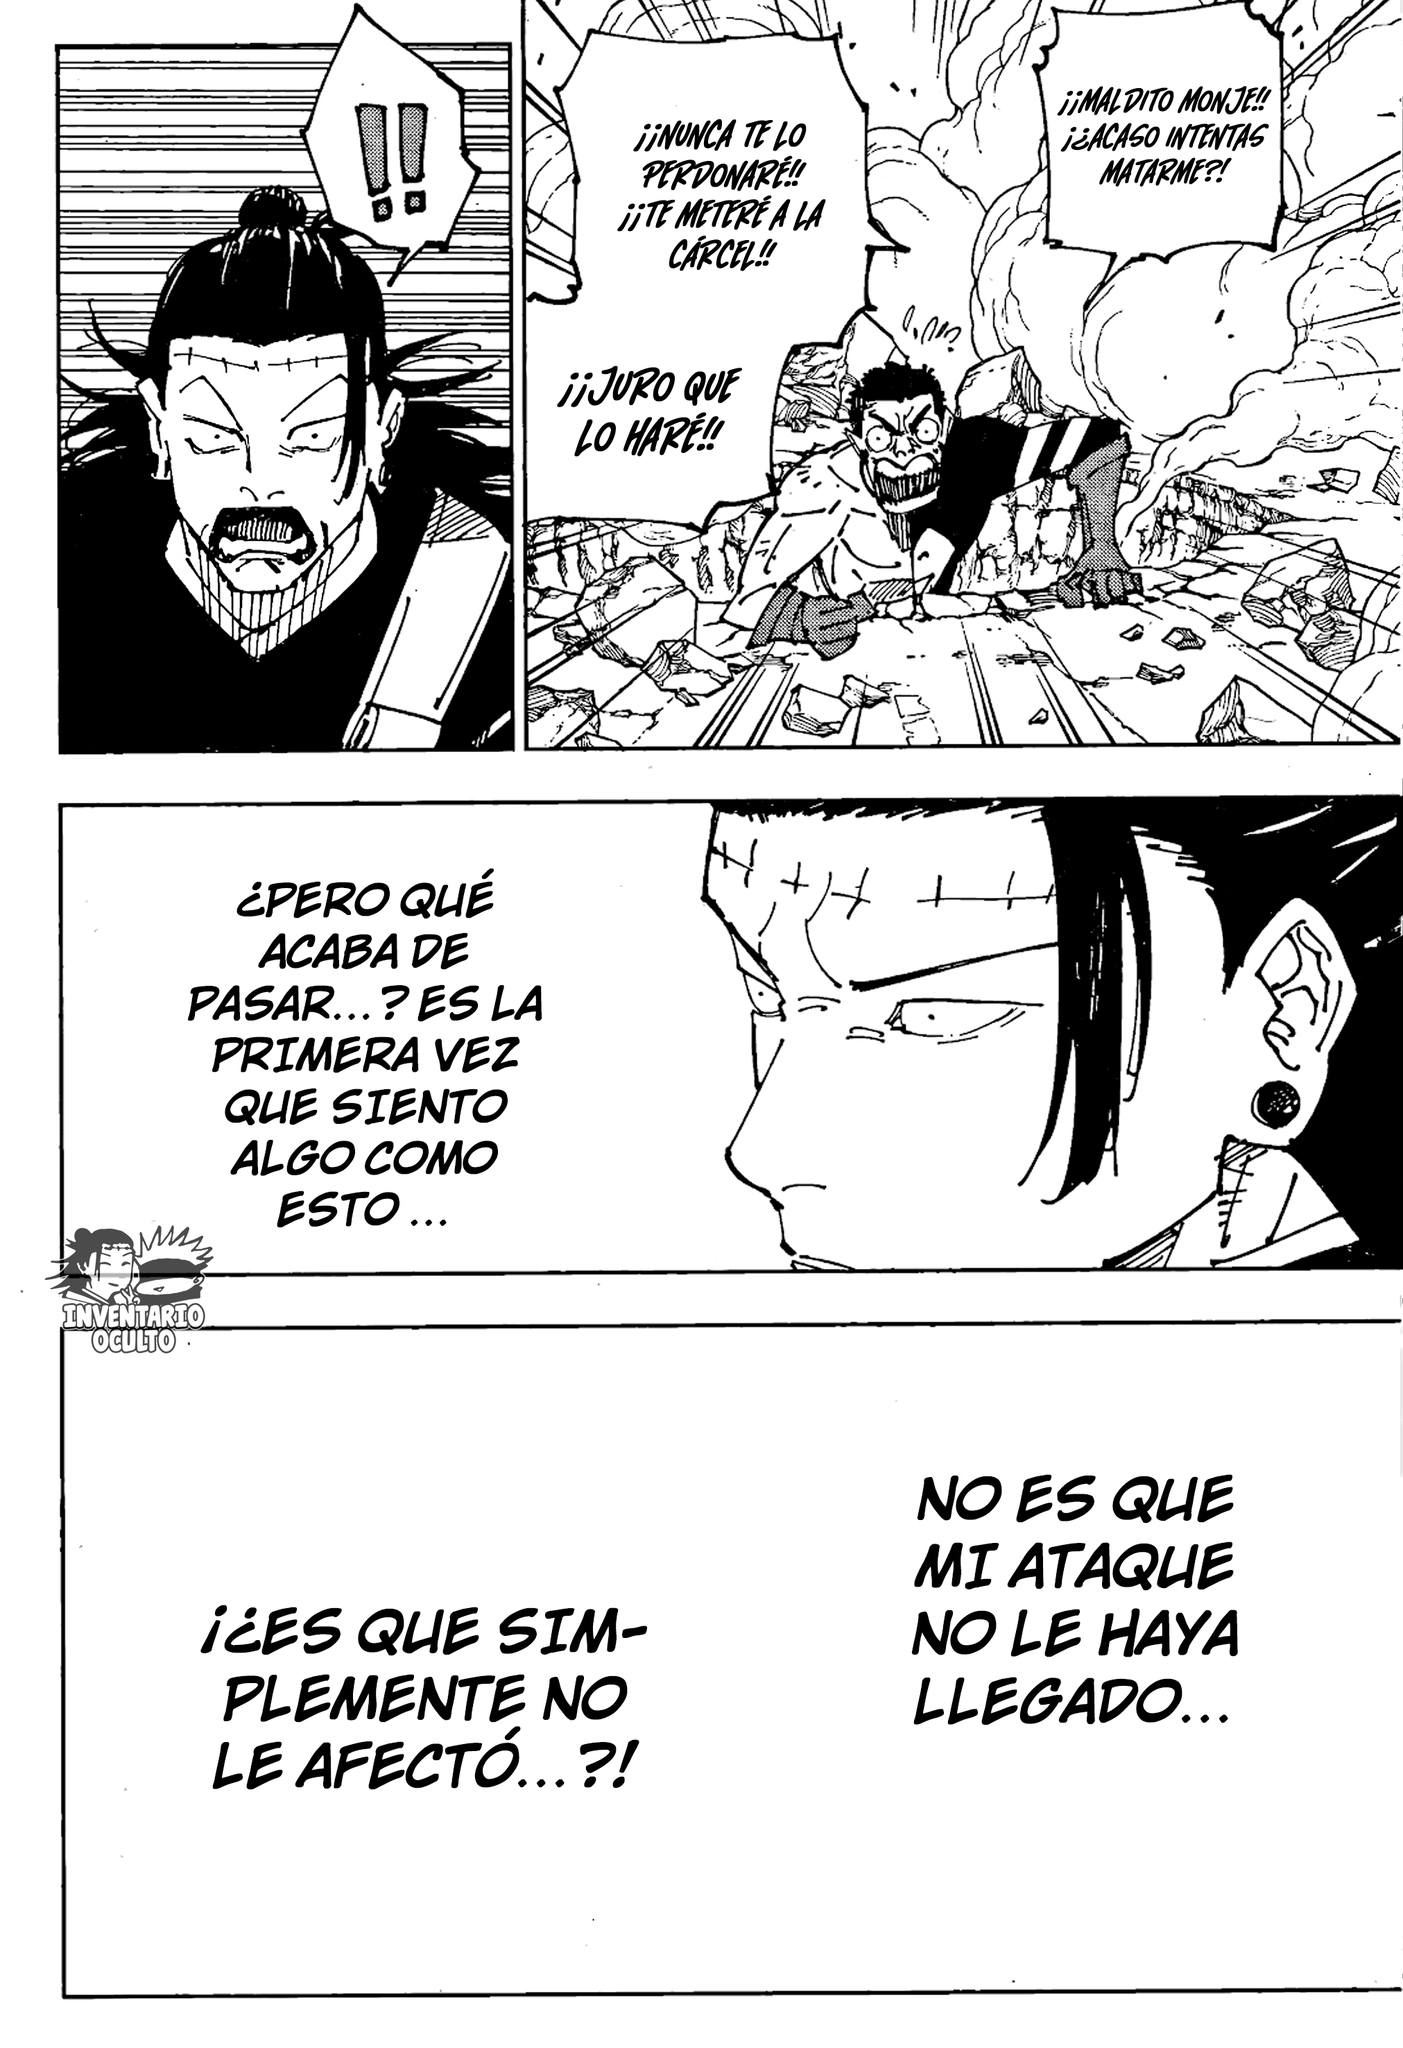 ¡¡MALDITO MONJE!!
¡¿ACASO INTENTAS
MATARME?!
¡¡NUNCA TE LO
PERDONARÉ!!
¡¡TE METERÉ A LA
CÁRCEL!!
¡¡JURO QUE
LO HARÉ!!
!!
¿PERO QUÉ
ACABA DE
PASAR...? ES LA
PRIMERA VEZ
QUE SIENTO
ALGO COMO
ESTO ...
INVENTARIO
OCULTO
NO ES QUE
MI ATAQUE
NO LE HAYA
LLEGADO...
¡¿ES QUE SIM-
PLEMENTE NO
LE AFECTÓ...?!